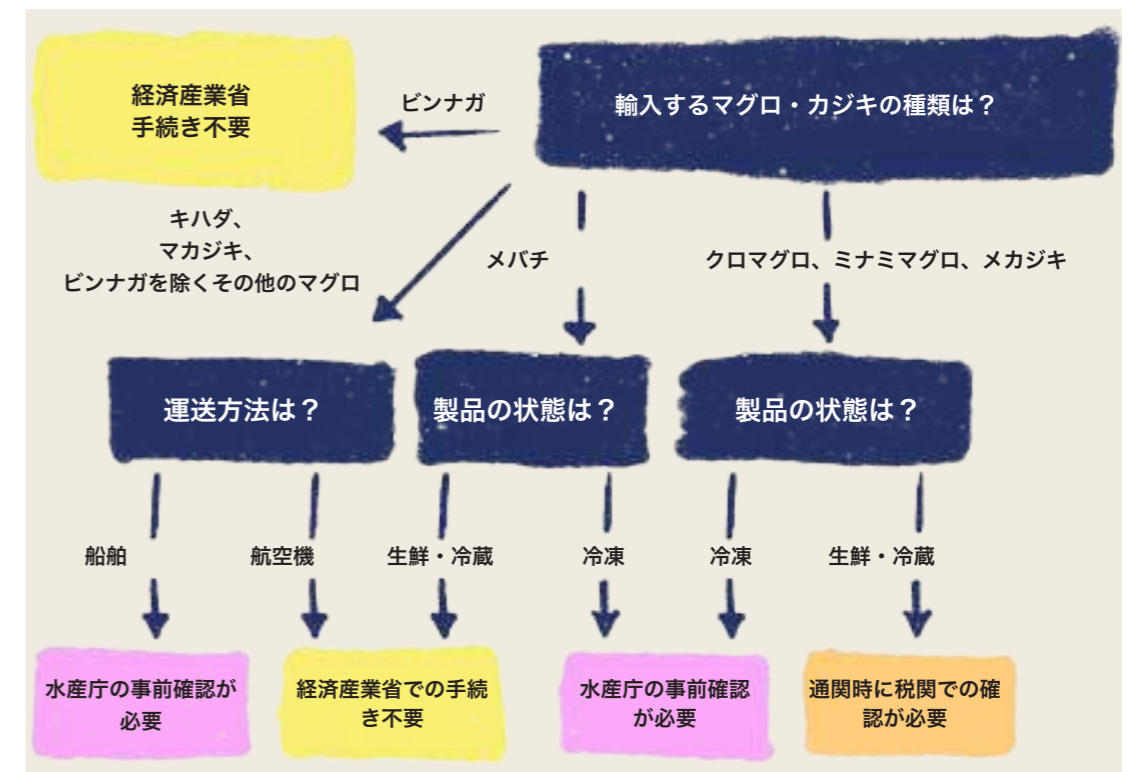 経済産業省
手続き不要
ビンナガ
輸入するマグロ・カジキの種類は？
キハダ、
マカジキ、
ビンナガを除くその他のマグロ
メバチ
クロマグロ、ミナミマグロ、メカジキ
運送方法は？
製品の状態は？
製品の状態は？
船舶
航空機
生鮮・冷蔵
冷凍
冷凍
生鮮・冷蔵
水産庁の事前確認が
必要
経済産業省での手続
き不要
水産庁の事前確認
が必要
通関時に税関での確
認が必要